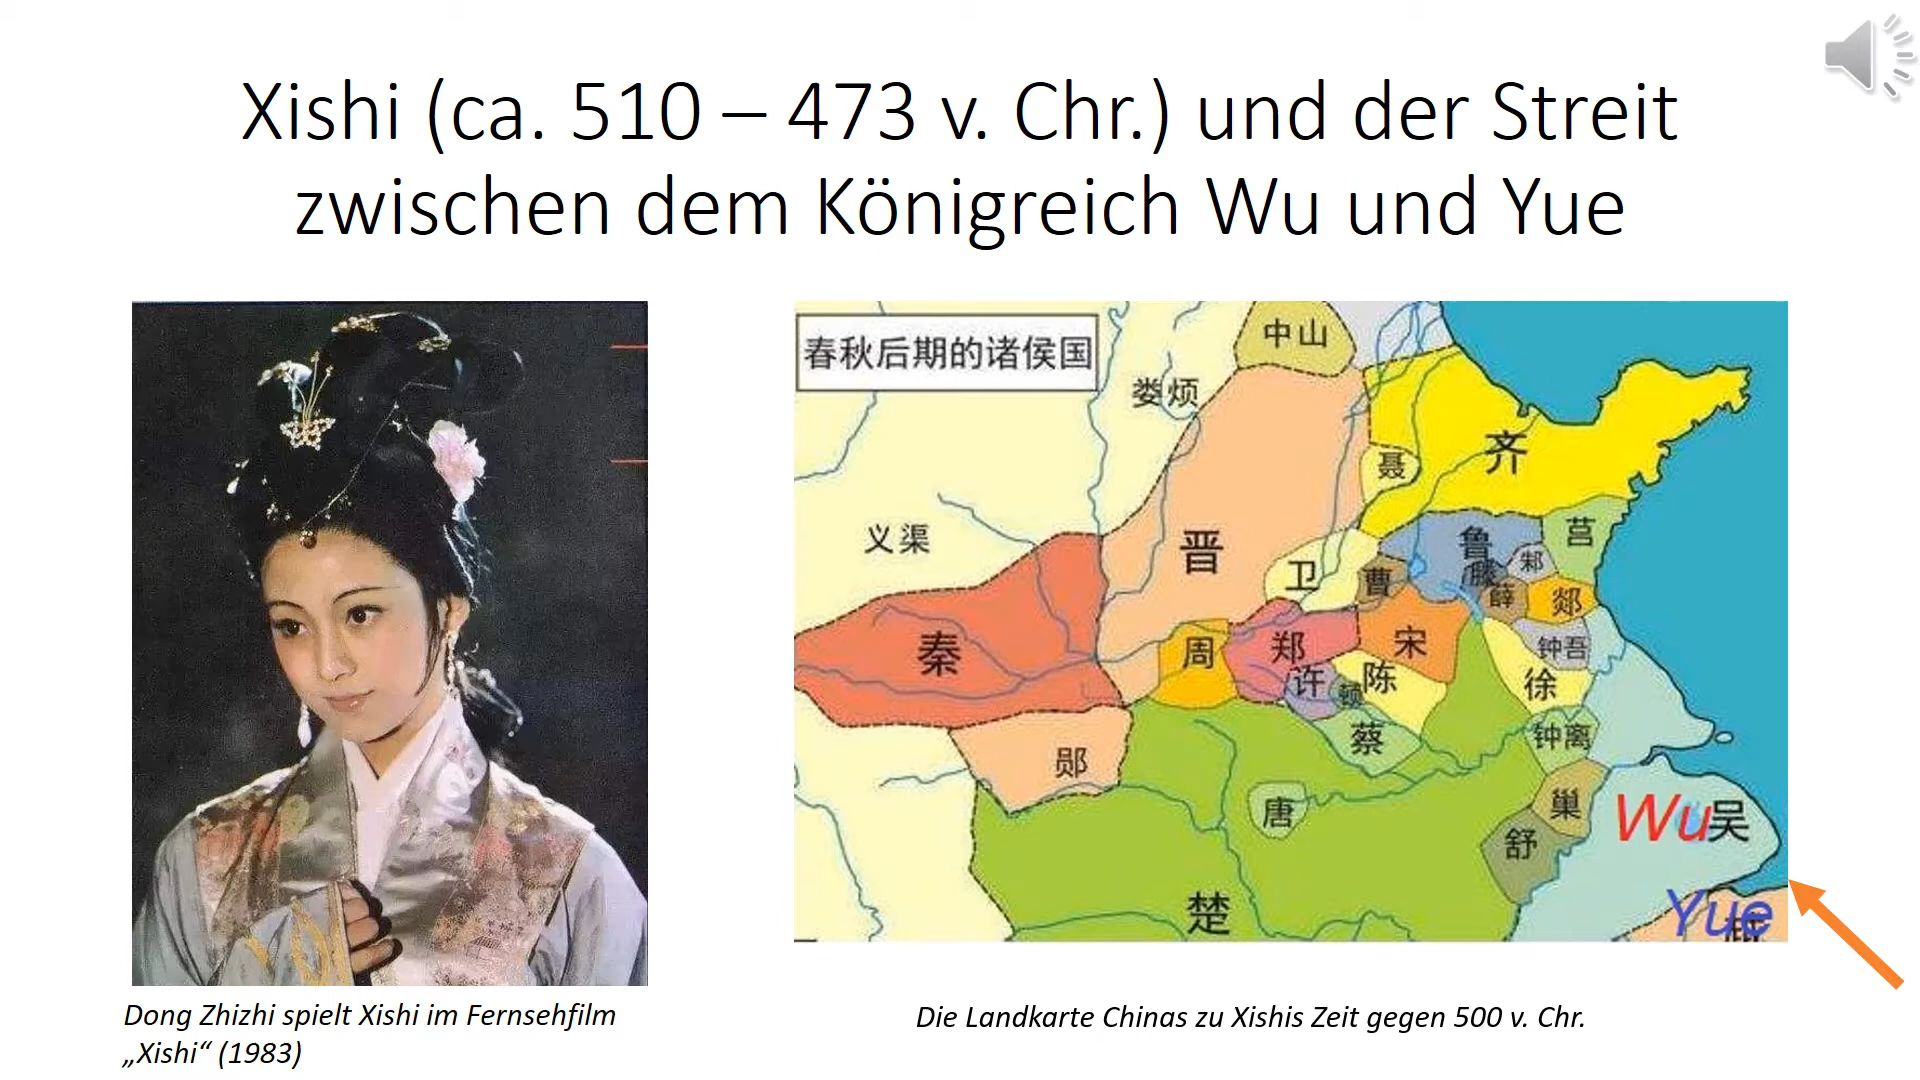 Xishi (ca. 510 – 473 v. Chr.) und der Streit
zwischen dem Königreich Wu und Yue
春秋后期的诸侯国
中山
娄烦
齐
聂
义渠
晋
鲁
莒
邾
滕
卫
曹
薛
郯
秦
周
郑
宋
钟吾
许
顿
陈
徐
蔡
钟离
郧
唐
巢
Wu吴
舒
楚
Yue
Dong Zhizhi spielt Xishi im Fernsehfilm
„Xishi“ (1983)
Die Landkarte Chinas zu Xishis Zeit gegen 500 v. Chr.